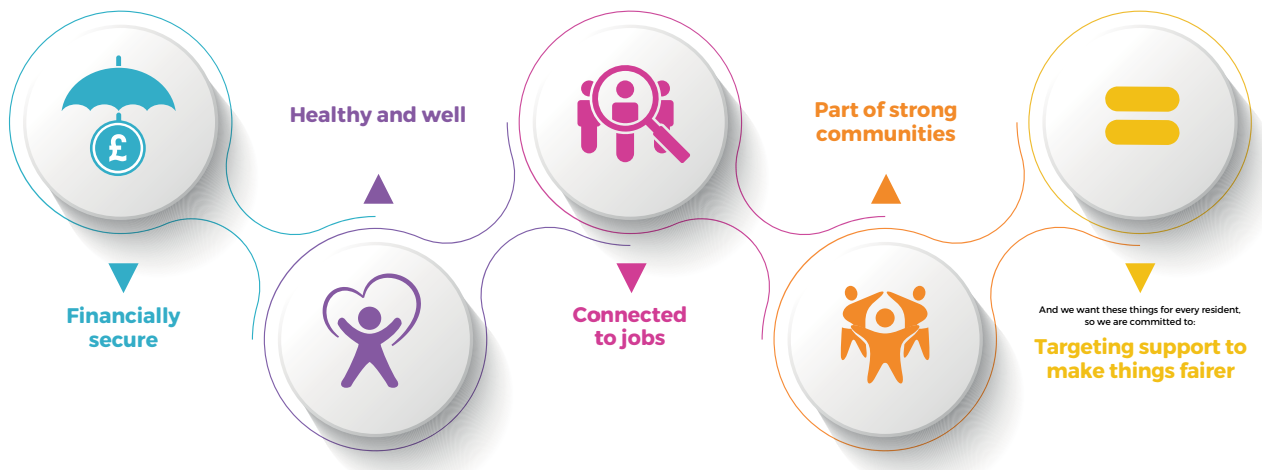 £
Financially
secure
Healthy and well
Connected
to jobs
Part of strong
communities
And we want these things for every resident,
so we are committed to:
Targeting support to
make things fairer